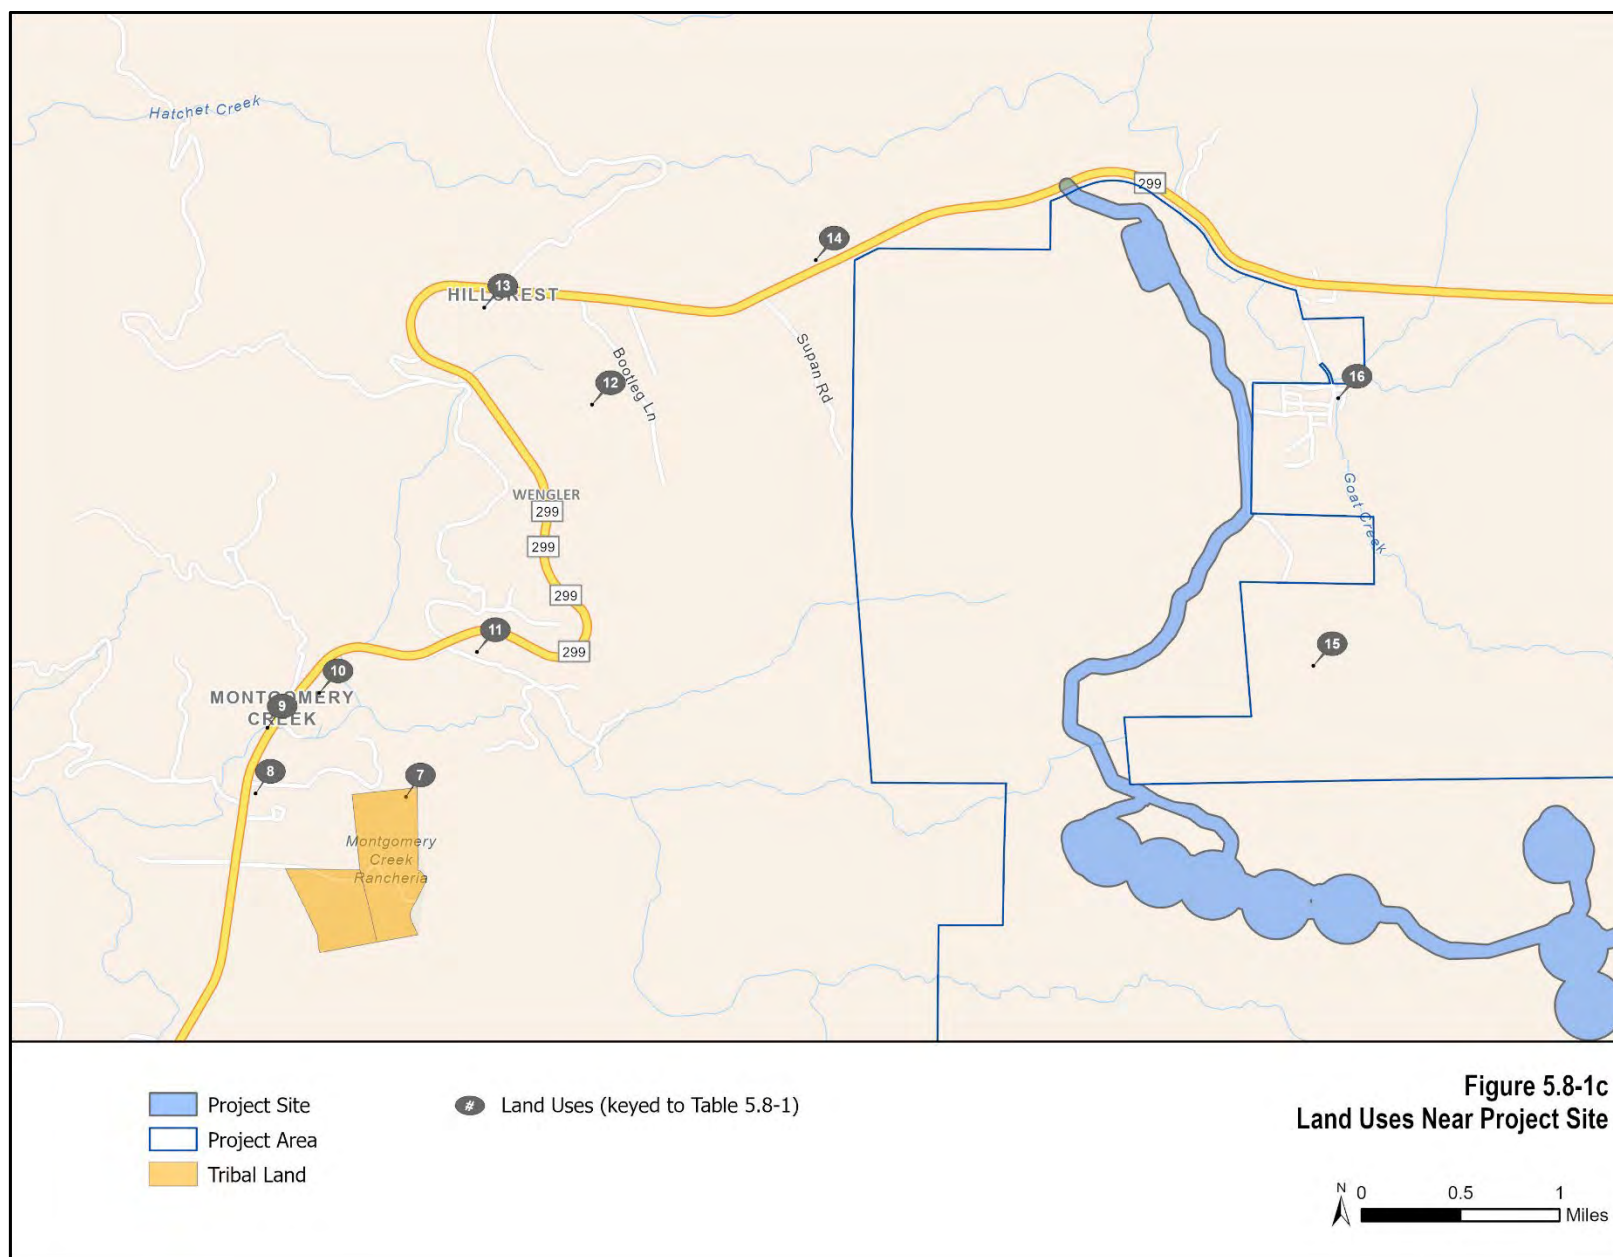 Hatchet Creek
299
14
13
HILLCREST
Supan Rd
Bootleg Ln
12
16
WENGLER
299
299
Goat Creek
299
11
299
15
10
MONTGOMERY
CREEK
9
8
7
Montgomery
Creek
Rancheria
Project Site
Project Area
Tribal Land
# Land Uses (keyed to Table 5.8-1)
Figure 5.8-1c
Land Uses Near Project Site
N
0 0.5 1
Miles